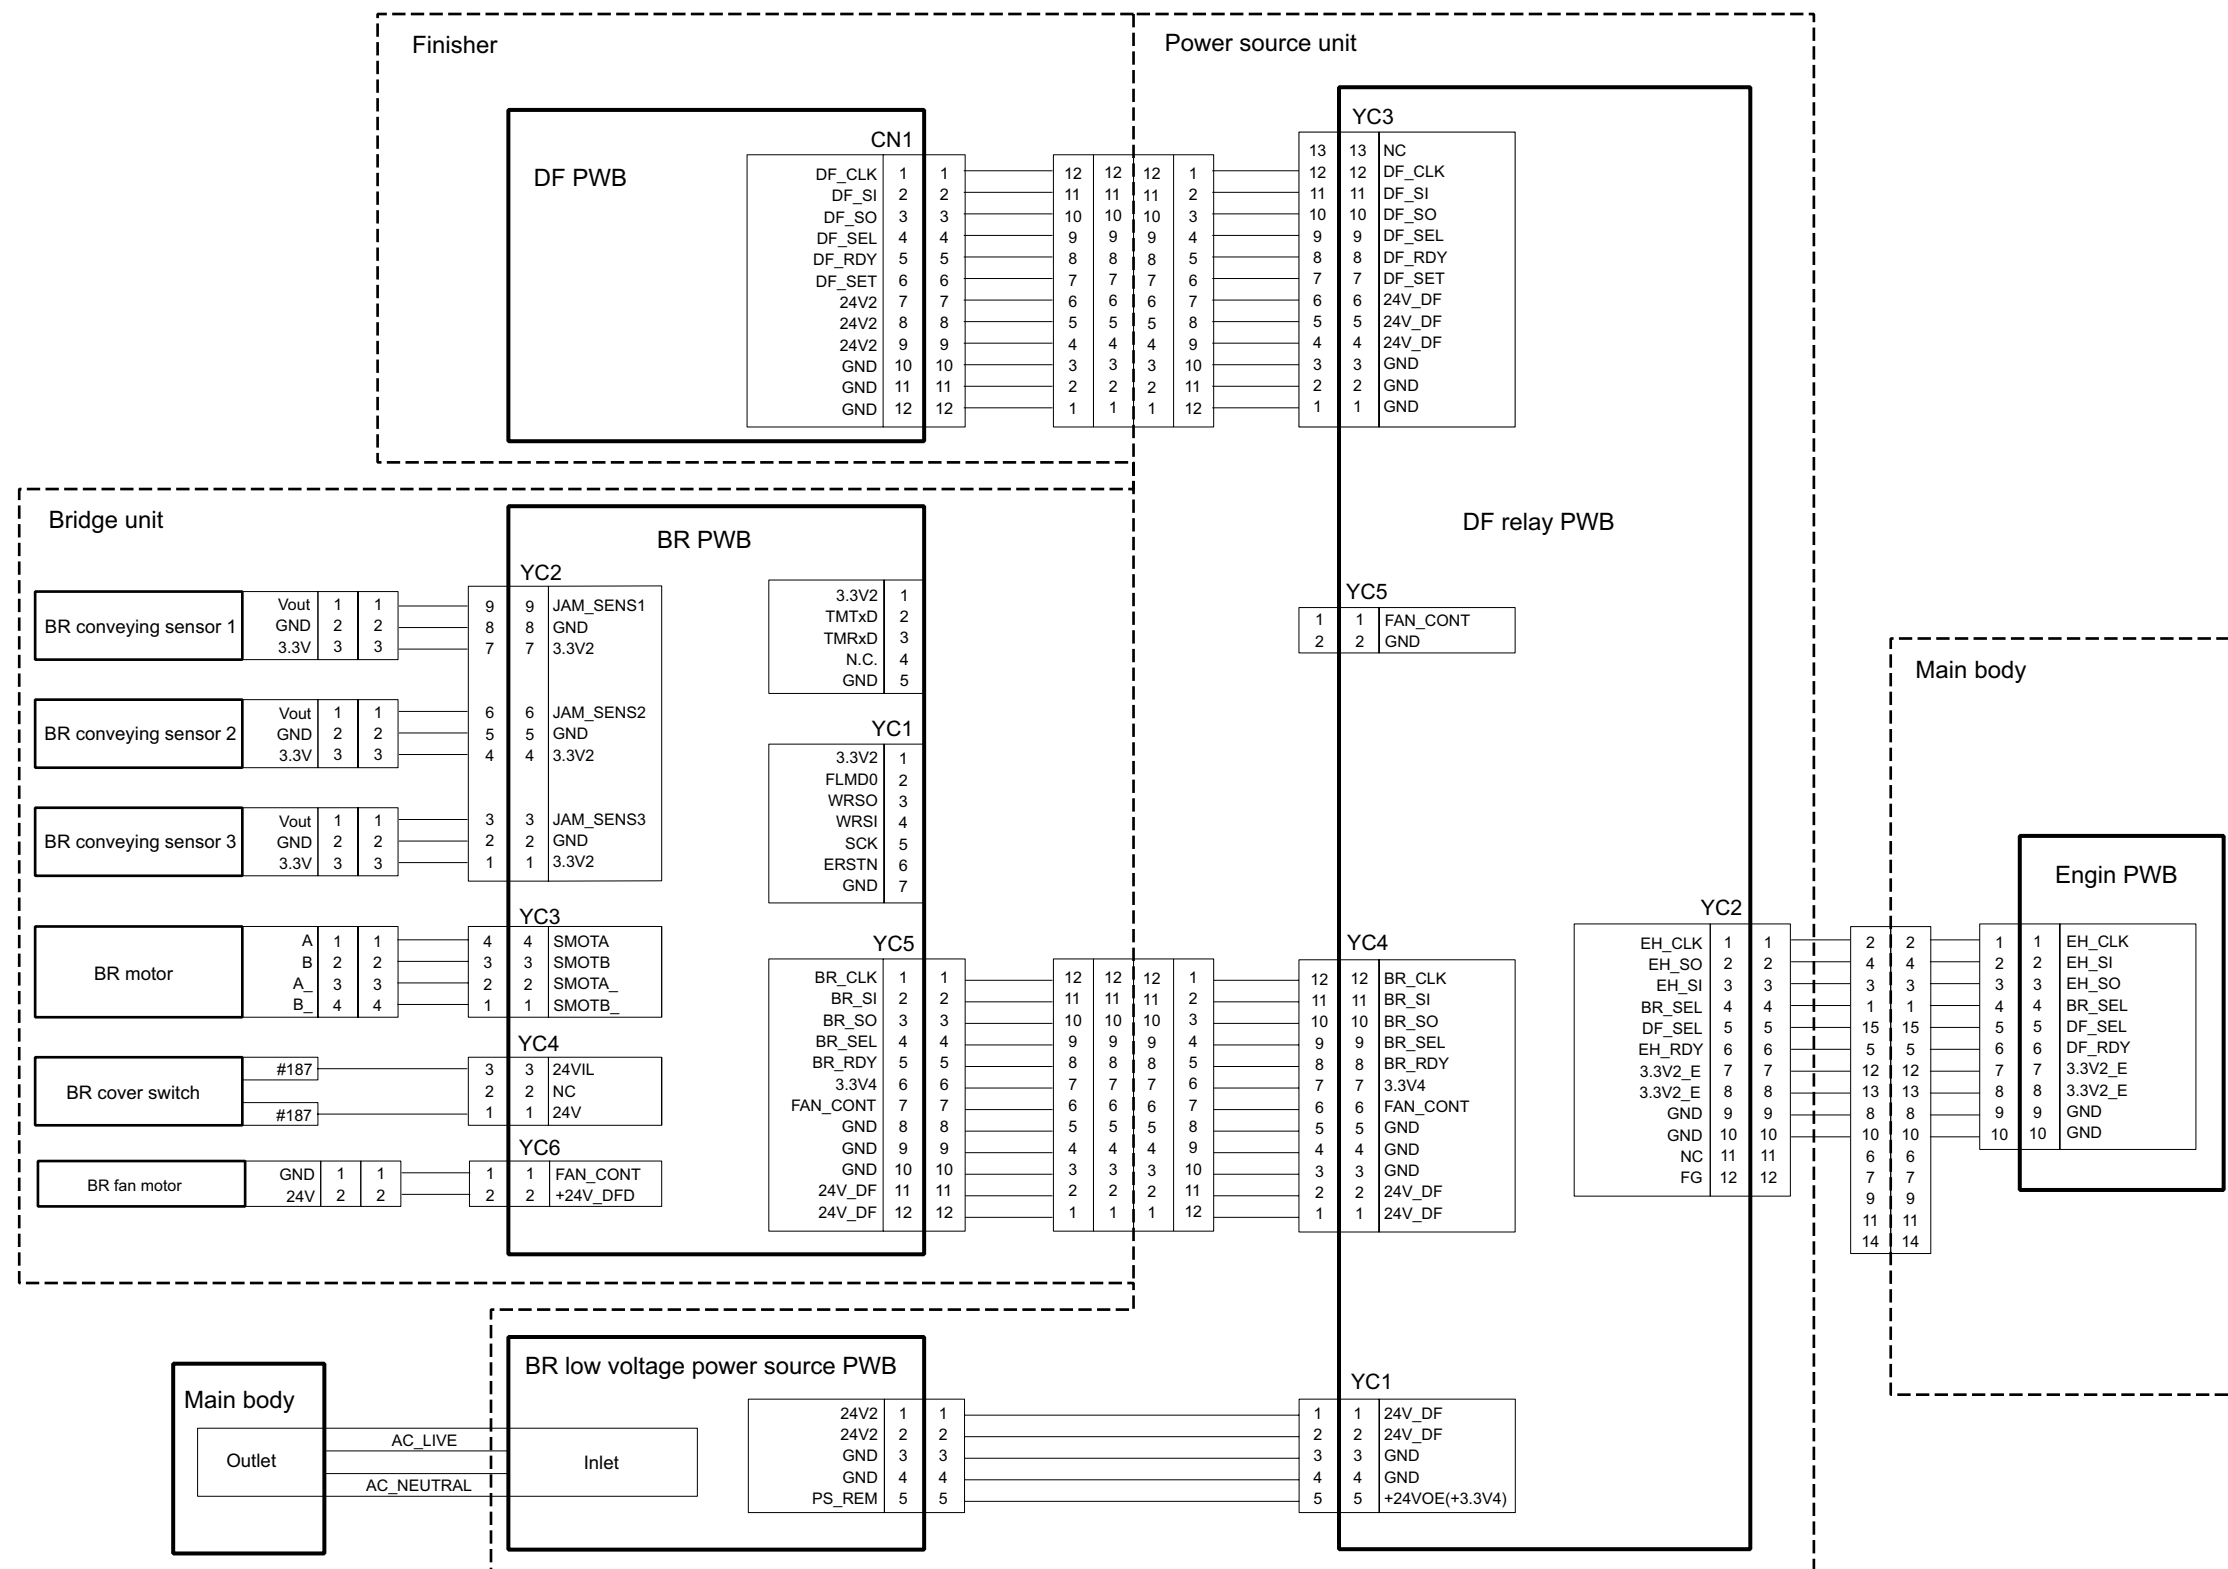 Finisher
DF PWB
CN1
DF_CLK 1 1 12 12 12 1
DF_SI 2 2 11 11 11 2
DF_SO 3 3 10 10 10 3
DF_SEL 4 4 9 9 9 4
DF_RDY 5 5 8 8 8 5
DF_SET 6 6 7 7 7 6
24V2 7 7 6 6 6 7
24V2 8 8 5 5 5 8
24V2 9 9 4 4 4 9
GND 10 10 3 3 3 10
GND 11 11 2 2 2 11
GND 12 12 1 1 1 12
Power source unit
YC3
13 13 NC
12 12 DF_CLK
11 11 DF_SI
10 10 DF_SO
9 9 DF_SEL
8 8 DF_RDY
7 7 DF_SET
6 6 24V_DF
5 5 24V_DF
4 4 24V_DF
3 3 GND
2 2 GND
1 1 GND
DF relay PWB
YC5
1 1 FAN_CONT
2 2 GND
Bridge unit
BR PWB
YC2
BR conveying sensor 1
Vout 1 1 9 9 JAM_SENS1
GND 2 2 8 8 GND
3.3V 3 3 7 7 3.3V2
BR conveying sensor 2
Vout 1 1 6 6 JAM_SENS2
GND 2 2 5 5 GND
3.3V 3 3 4 4 3.3V2
BR conveying sensor 3
Vout 1 1 3 3 JAM_SENS3
GND 2 2 2 2 GND
3.3V 3 3 1 1 3.3V2
YC3
BR motor
A 1 1 4 4 SMOTA
B 2 2 3 3 SMOTB
A_ 3 3 2 2 SMOTA_
B_ 4 4 1 1 SMOTB_
YC4
BR cover switch
#187 3 3 24VIL
2 2 NC
#187 1 1 24V
YC6
BR fan motor
GND 1 1 1 1 FAN_CONT
24V 2 2 2 2 +24V_DFD
3.3V2 1
TMTxD 2
TMRxD 3
N.C. 4
GND 5
YC1
3.3V2 1
FLMD0 2
WRSO 3
WRSI 4
SCK 5
ERSTN 6
GND 7
YC5
YC4
BR_CLK 1 1 12 12 12 1 12 12 BR_CLK
BR_SI 2 2 11 11 11 2 11 11 BR_SI
BR_SO 3 3 10 10 10 3 10 10 BR_SO
BR_SEL 4 4 9 9 9 4 9 9 BR_SEL
BR_RDY 5 5 8 8 8 5 8 8 BR_RDY
3.3V4 6 6 7 7 7 6 7 7 3.3V4
FAN_CONT 7 7 6 6 6 7 6 6 FAN_CONT
GND 8 8 5 5 5 8 5 5 GND
GND 9 9 4 4 4 9 4 4 GND
GND 10 10 3 3 3 10 3 3 GND
24V_DF 11 11 2 2 2 11 2 2 24V_DF
24V_DF 12 12 1 1 1 12 1 1 24V_DF
Main body
Engin PWB
YC2
EH_CLK 1 1 2 2 1 1 EH_CLK
EH_SO 2 2 4 4 2 2 EH_SI
EH_SI 3 3 3 3 3 3 EH_SO
BR_SEL 4 4 1 1 4 4 BR_SEL
DF_SEL 5 5 15 15 5 5 DF_SEL
EH_RDY 6 6 5 5 6 6 DF_RDY
3.3V2_E 7 7 12 12 7 7 3.3V2_E
3.3V2_E 8 8 13 13 8 8 3.3V2_E
GND 9 9 8 8 9 9 GND
GND 10 10 10 10 10 10 GND
NC 11 11 6 6
FG 12 12 7 7
9 9
11 11
14 14
Main body
Outlet
AC_LIVE
AC_NEUTRAL
BR low voltage power source PWB
Inlet
YC1
24V2 1 1 1 1 24V_DF
24V2 2 2 2 2 24V_DF
GND 3 3 3 3 GND
GND 4 4 4 4 GND
PS_REM 5 5 5 5 +24VOE(+3.3V4)